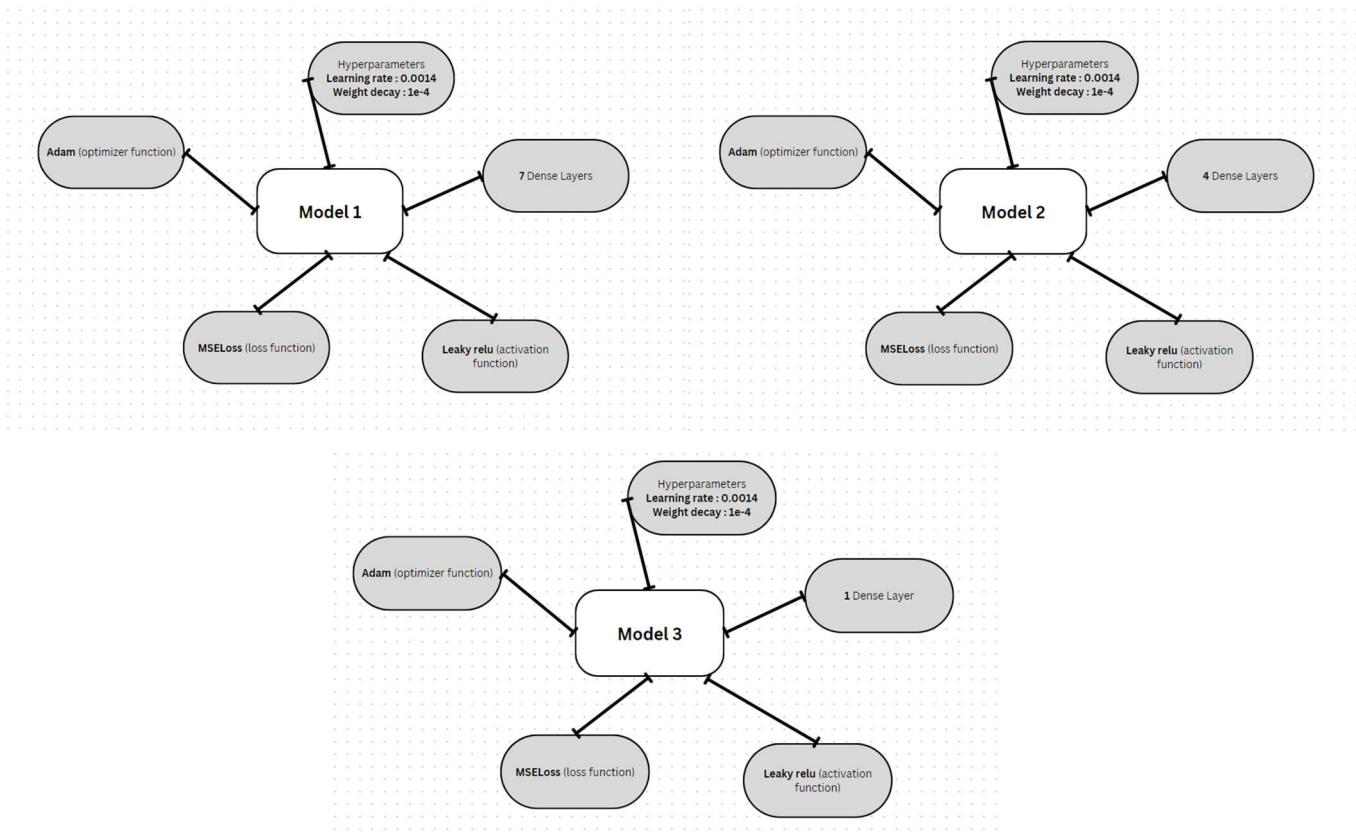 Hyperparameters
Learning rate : 0.0014
Weight decay : 1e-4
Adam (optimizer function)
7 Dense Layers
Model 1
MSELoss (loss function)
Leaky relu (activation
function)
Hyperparameters
Learning rate : 0.0014
Weight decay : 1e-4
Adam (optimizer function)
4 Dense Layers
Model 2
MSELoss (loss function)
Leaky relu (activation
function)
Hyperparameters
Learning rate : 0.0014
Weight decay : 1e-4
Adam (optimizer function)
1 Dense Layer
Model 3
MSELoss (loss function)
Leaky relu (activation
function)